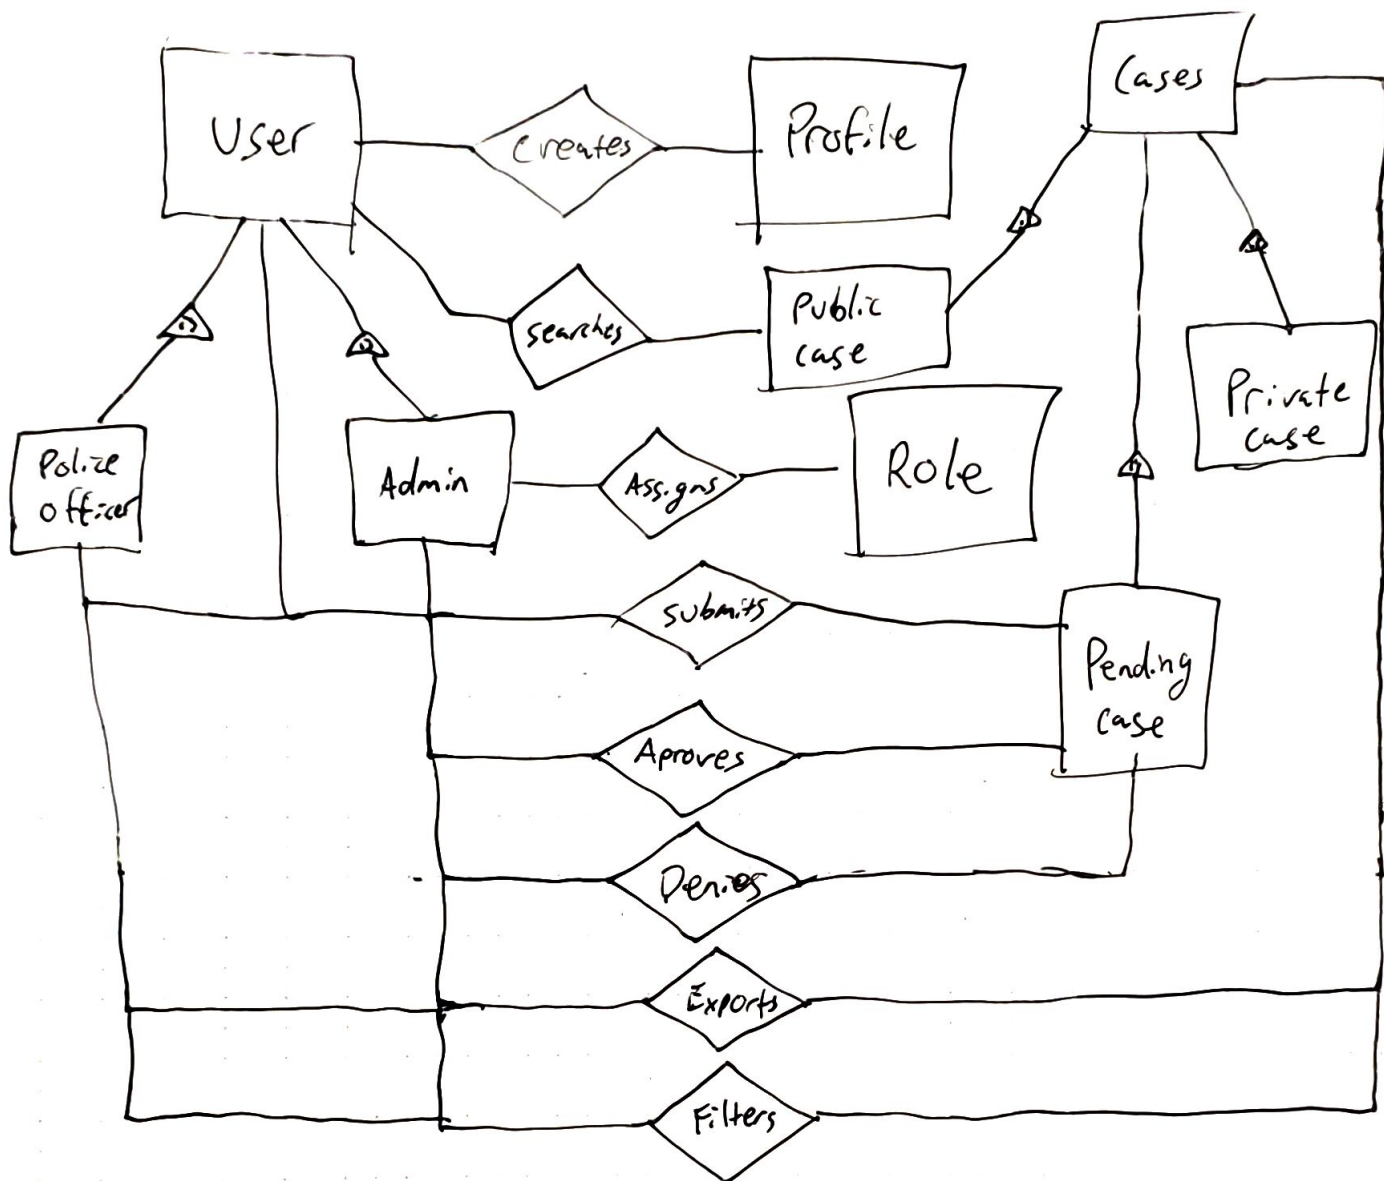 User
creates
Profile
Cases
searches
Public
case
Private
case
Police
officer
Admin
Assigns
Role
submits
Pending
case
Aproves
Denies
Exports
Filters